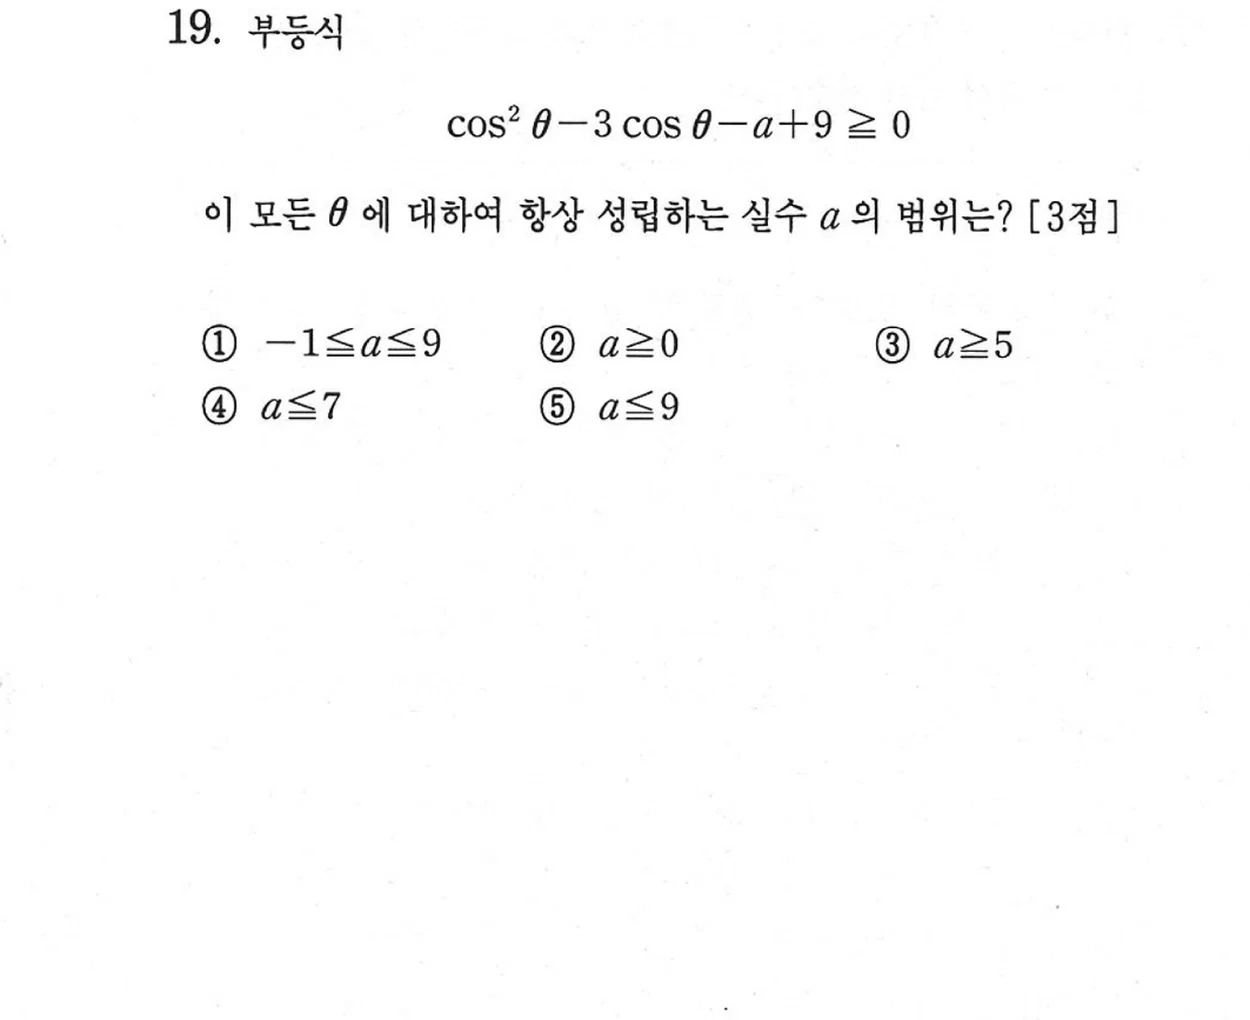 19. 부등식
cos² θ−3 cos θ−a+9 ≧ 0
이 모든 θ 에 대하여 항상 성립하는 실수 a 의 범위는? [3점]
① −1≦a≦9 ② a≧0 ③ a≧5
④ a≦7 ⑤ a≦9